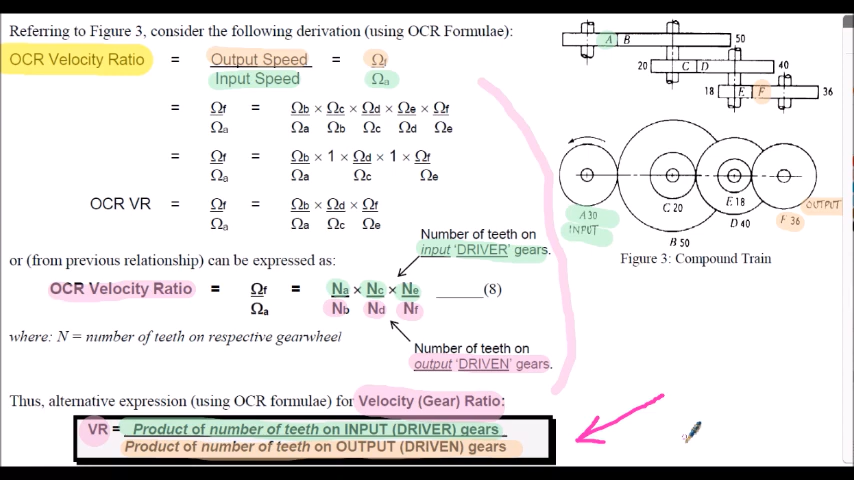 Referring to Figure 3, consider the following derivation (using OCR Formulae):
OCR Velocity Ratio = Output Speed = Ωf
Input Speed Ωa
= Ωf = Ωb × Ωc × Ωd × Ωe × Ωf
Ωa Ωa Ωb Ωc Ωd Ωe
= Ωf = Ωb × 1 × Ωd × 1 × Ωf
Ωa Ωa Ωc Ωe
OCR VR = Ωf = Ωb × Ωd × Ωf
Ωa Ωa Ωc Ωe
Number of teeth on
input 'DRIVER' gears.
or (from previous relationship) can be expressed as:
OCR Velocity Ratio = Ωf = Na × Nc × Ne ______(8)
Ωa Nb Nd Nf
where: N = number of teeth on respective gearwheel
Number of teeth on
output 'DRIVEN' gears.
Thus, alternative expression (using OCR formulae) for Velocity (Gear) Ratio:
VR = Product of number of teeth on INPUT (DRIVER) gears
Product of number of teeth on OUTPUT (DRIVEN) gears
A B 50
20 C D 40
18 E F 36
A 30
INPUT
C 20
B 50
E 18
D 40
F 36
OUTPUT
Figure 3: Compound Train